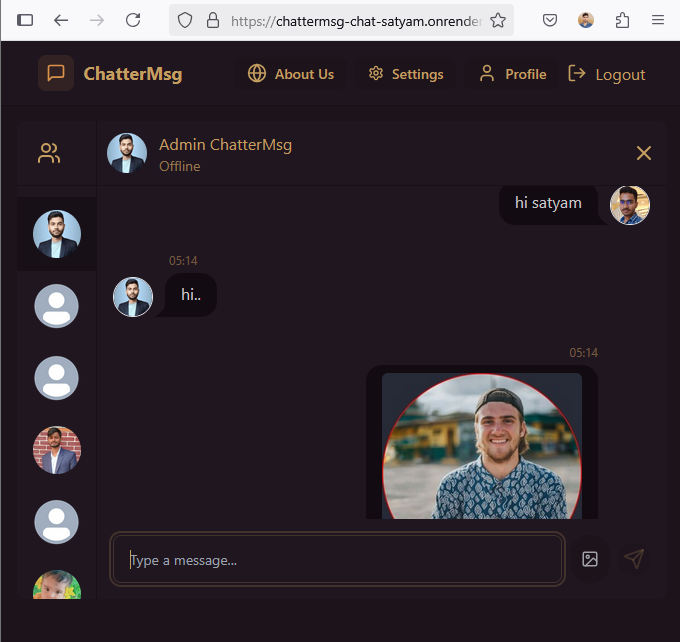 https://chattermsg-chat-satyam.onrende
ChatterMsg
About Us
Settings
Profile
Logout
Admin ChatterMsg
Offline
hi satyam
05:14
hi..
05:14
Type a message...